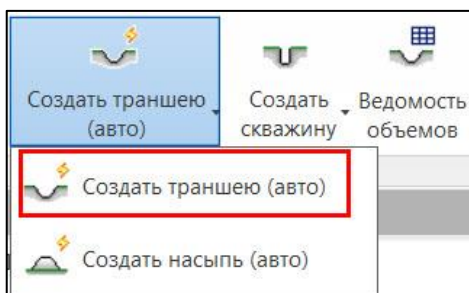 Создать траншею
(авто)
Создать
скважину
Ведомость
объемов
Создать траншею (авто)
Создать насыпь (авто)